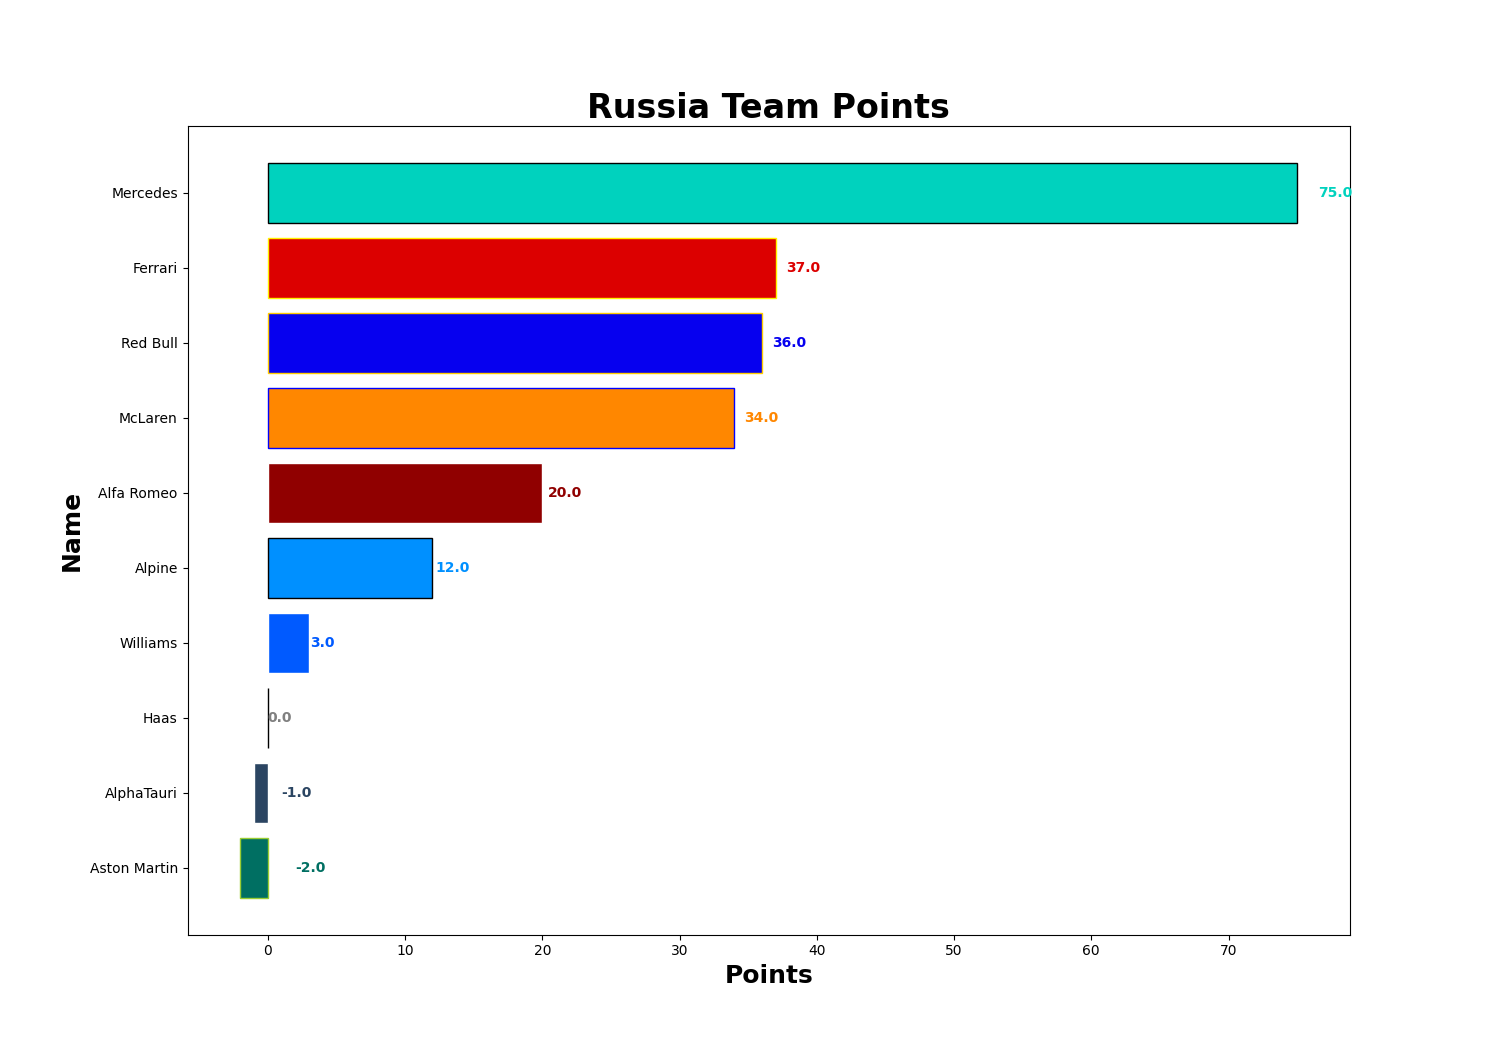 Russia Team Points
Mercedes 75.0
Ferrari 37.0
Red Bull 36.0
McLaren 34.0
Alfa Romeo 20.0
Alpine 12.0
Williams 3.0
Haas 0.0
AlphaTauri -1.0
Aston Martin -2.0
Name
0 10 20 30 40 50 60 70
Points